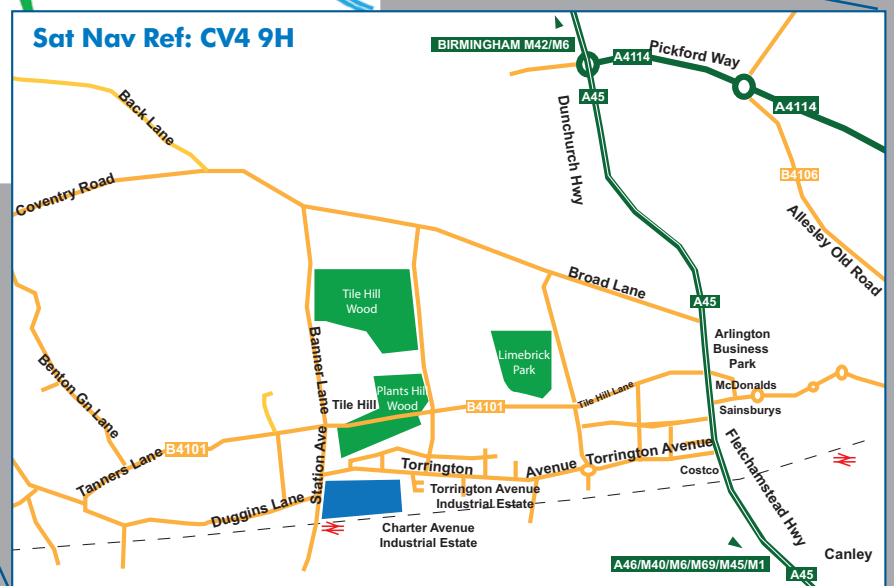 Sat Nav Ref: CV4 9H
BIRMINGHAM M42/M6
A4114
Pickford Way
A45
A4114
Back Lane
Dunchurch Hwy
B4106
Coventry Road
Allesley Old Road
Broad Lane
Tile Hill
Wood
A45
Banner Lane
Limebrick
Park
Arlington
Business
Park
Benton Gn Lane
Plants Hil
Wood
Tile Hill
Tile Hill Lane
McDonalds
Sainsburys
B4101
B4101
Tanners Lane
Station Ave
Torrington
Avenue
Torrington Avenue
Costco
Fletchamstead Hwy
Duggins Lane
Torrington Avenue
Industrial Estate
Charter Avenue
Industrial Estate
Canley
A46/M40/M6/M69/M45/M1
A45